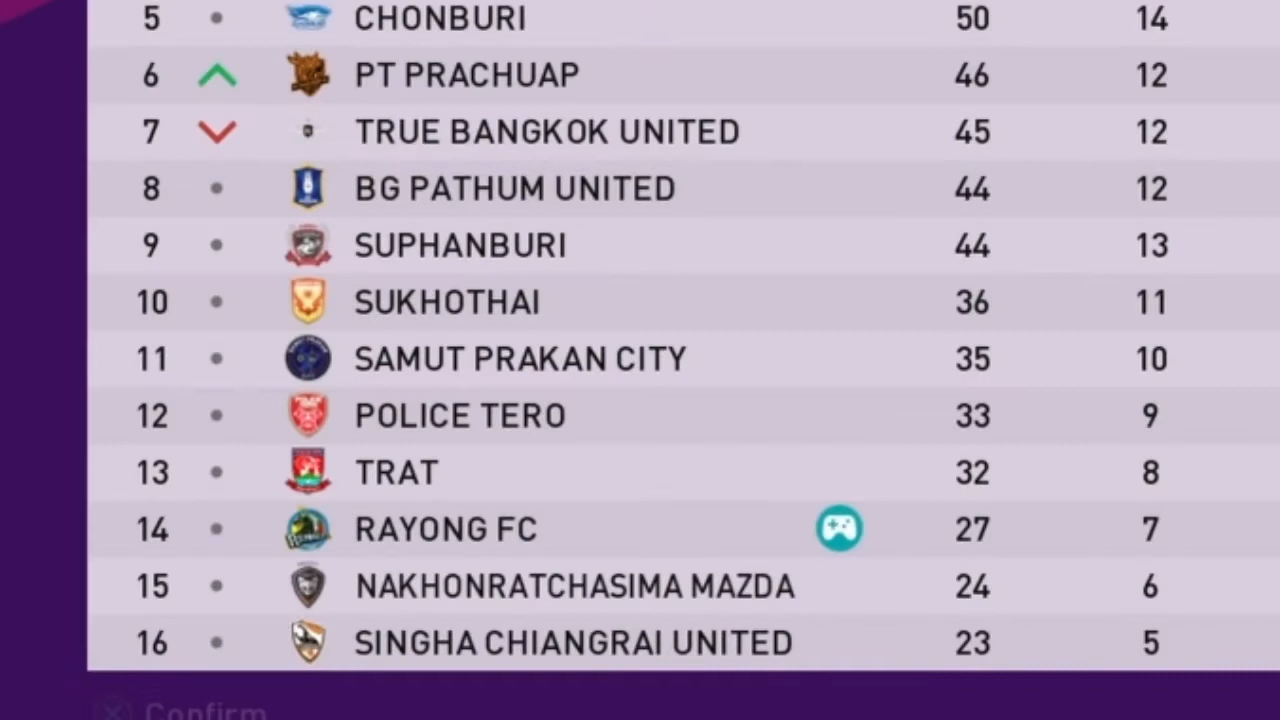 5 CHONBURI 50 14
6 PT PRACHUAP 46 12
7 TRUE BANGKOK UNITED 45 12
8 BG PATHUM UNITED 44 12
9 SUPHANBURI 44 13
10 SUKHOTHAI 36 11
11 SAMUT PRAKAN CITY 35 10
12 POLICE TERO 33 9
13 TRAT 32 8
14 RAYONG FC 27 7
15 NAKHONRATCHASIMA MAZDA 24 6
16 SINGHA CHIANGRAI UNITED 23 5
Confirm